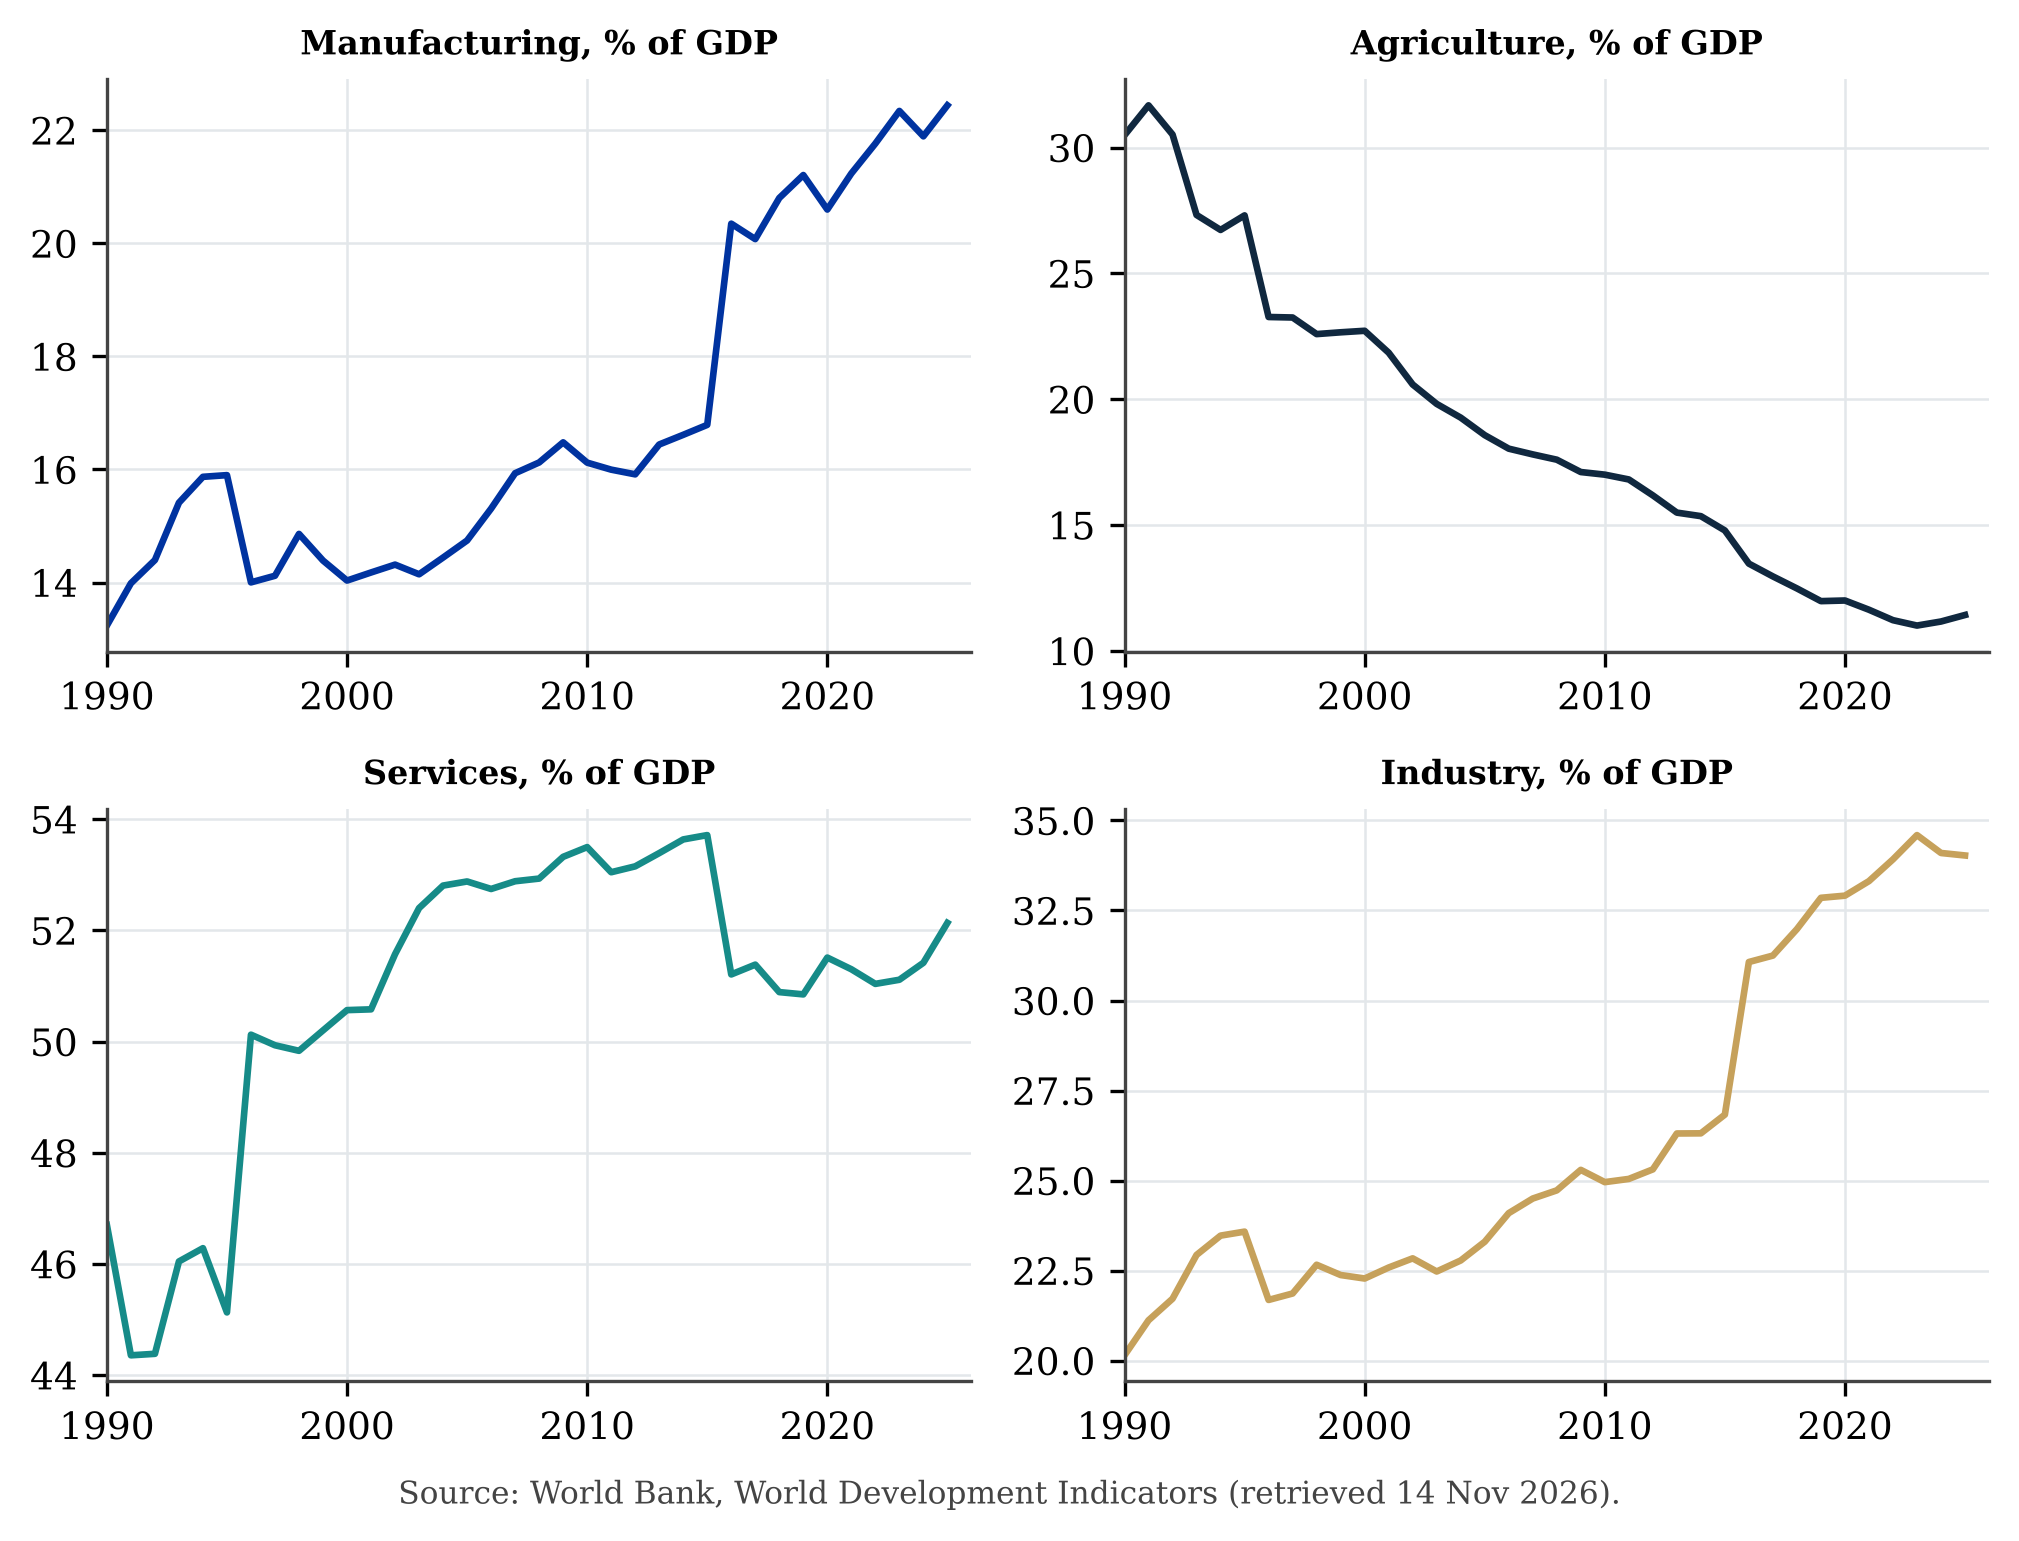 Manufacturing, % of GDP
22
20
18
16
14
1990 2000 2010 2020
Agriculture, % of GDP
30
25
20
15
10
1990 2000 2010 2020
Services, % of GDP
54
52
50
48
46
44
1990 2000 2010 2020
Industry, % of GDP
35.0
32.5
30.0
27.5
25.0
22.5
20.0
1990 2000 2010 2020
Source: World Bank, World Development Indicators (retrieved 14 Nov 2026).